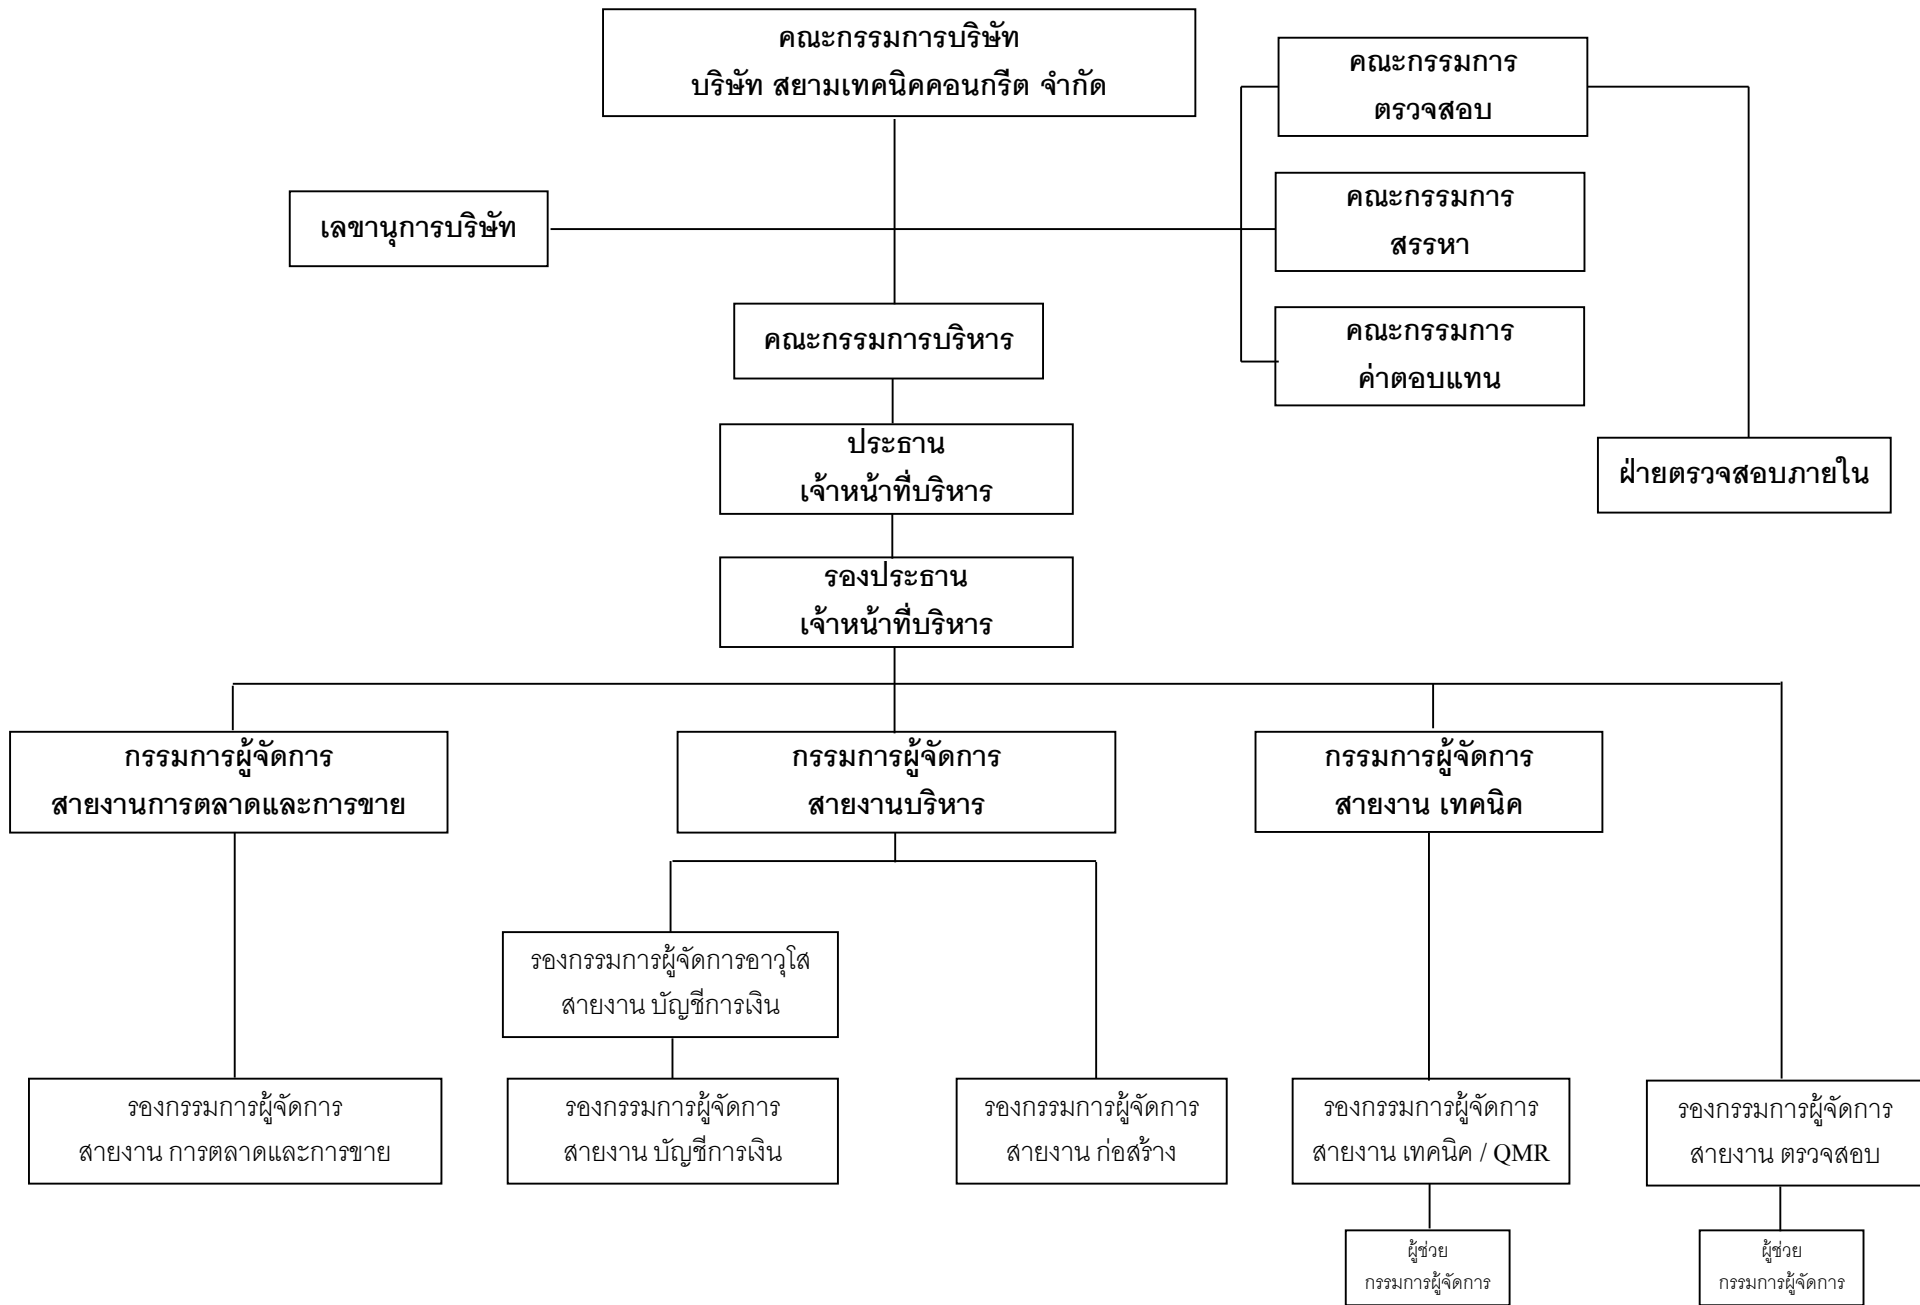 คณะกรรมการบริษัท
บริษัท สยามเทคนิคคอนกรีต จำกัด
คณะกรรมการ
ตรวจสอบ
เลขานุการบริษัท
คณะกรรมการ
สรรหา
คณะกรรมการบริหาร
คณะกรรมการ
ค่าตอบแทน
ประธาน
เจ้าหน้าที่บริหาร
ฝ่ายตรวจสอบภายใน
รองประธาน
เจ้าหน้าที่บริหาร
กรรมการผู้จัดการ
สายงานการตลาดและการขาย
กรรมการผู้จัดการ
สายงานบริหาร
กรรมการผู้จัดการ
สายงาน เทคนิค
รองกรรมการผู้จัดการอาวุโส
สายงาน บัญชีการเงิน
รองกรรมการผู้จัดการ
สายงาน การตลาดและการขาย
รองกรรมการผู้จัดการ
สายงาน บัญชีการเงิน
รองกรรมการผู้จัดการ
สายงาน ก่อสร้าง
รองกรรมการผู้จัดการ
สายงาน เทคนิค / QMR
รองกรรมการผู้จัดการ
สายงาน ตรวจสอบ
ผู้ช่วย
กรรมการผู้จัดการ
ผู้ช่วย
กรรมการผู้จัดการ